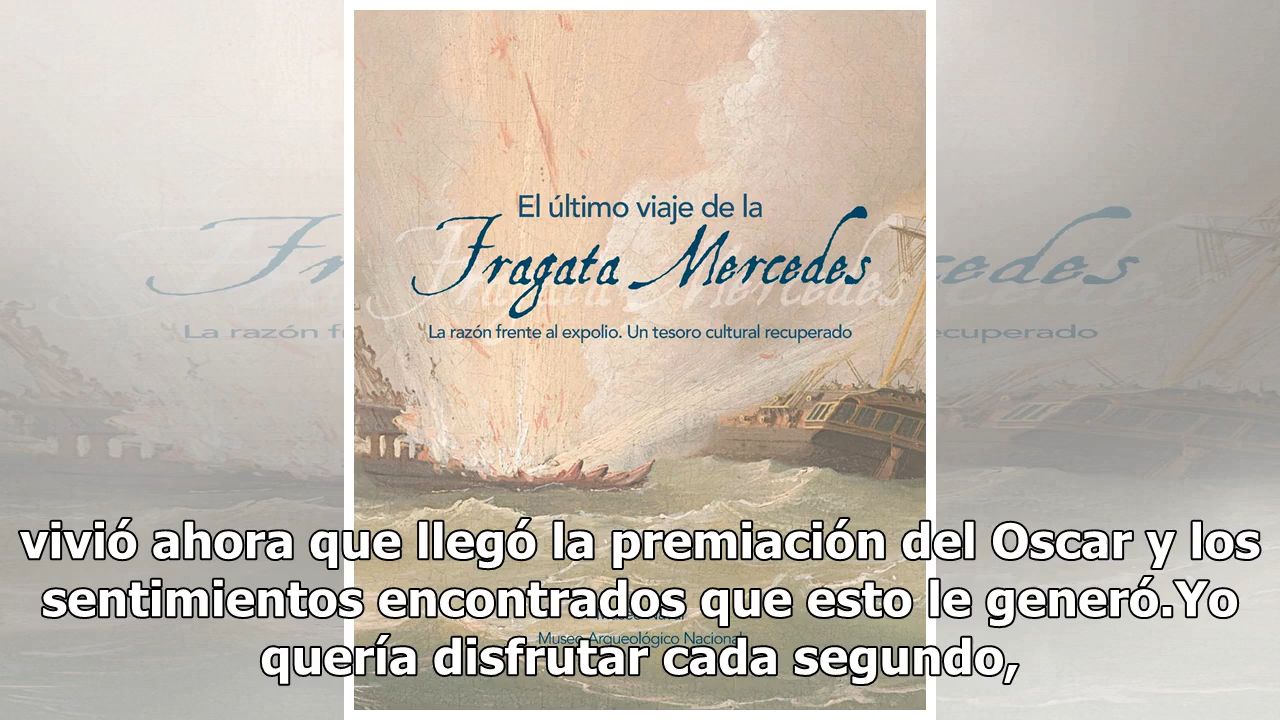 El último viaje de la
Fragata Mercedes
La razón frente al expolio. Un tesoro cultural recuperado
vivió ahora que llegó la premiación del Oscar y los
sentimientos encontrados que esto le generó.Yo
Museo Naval
Museo Arqueológico Nacional
quería disfrutar cada segundo,